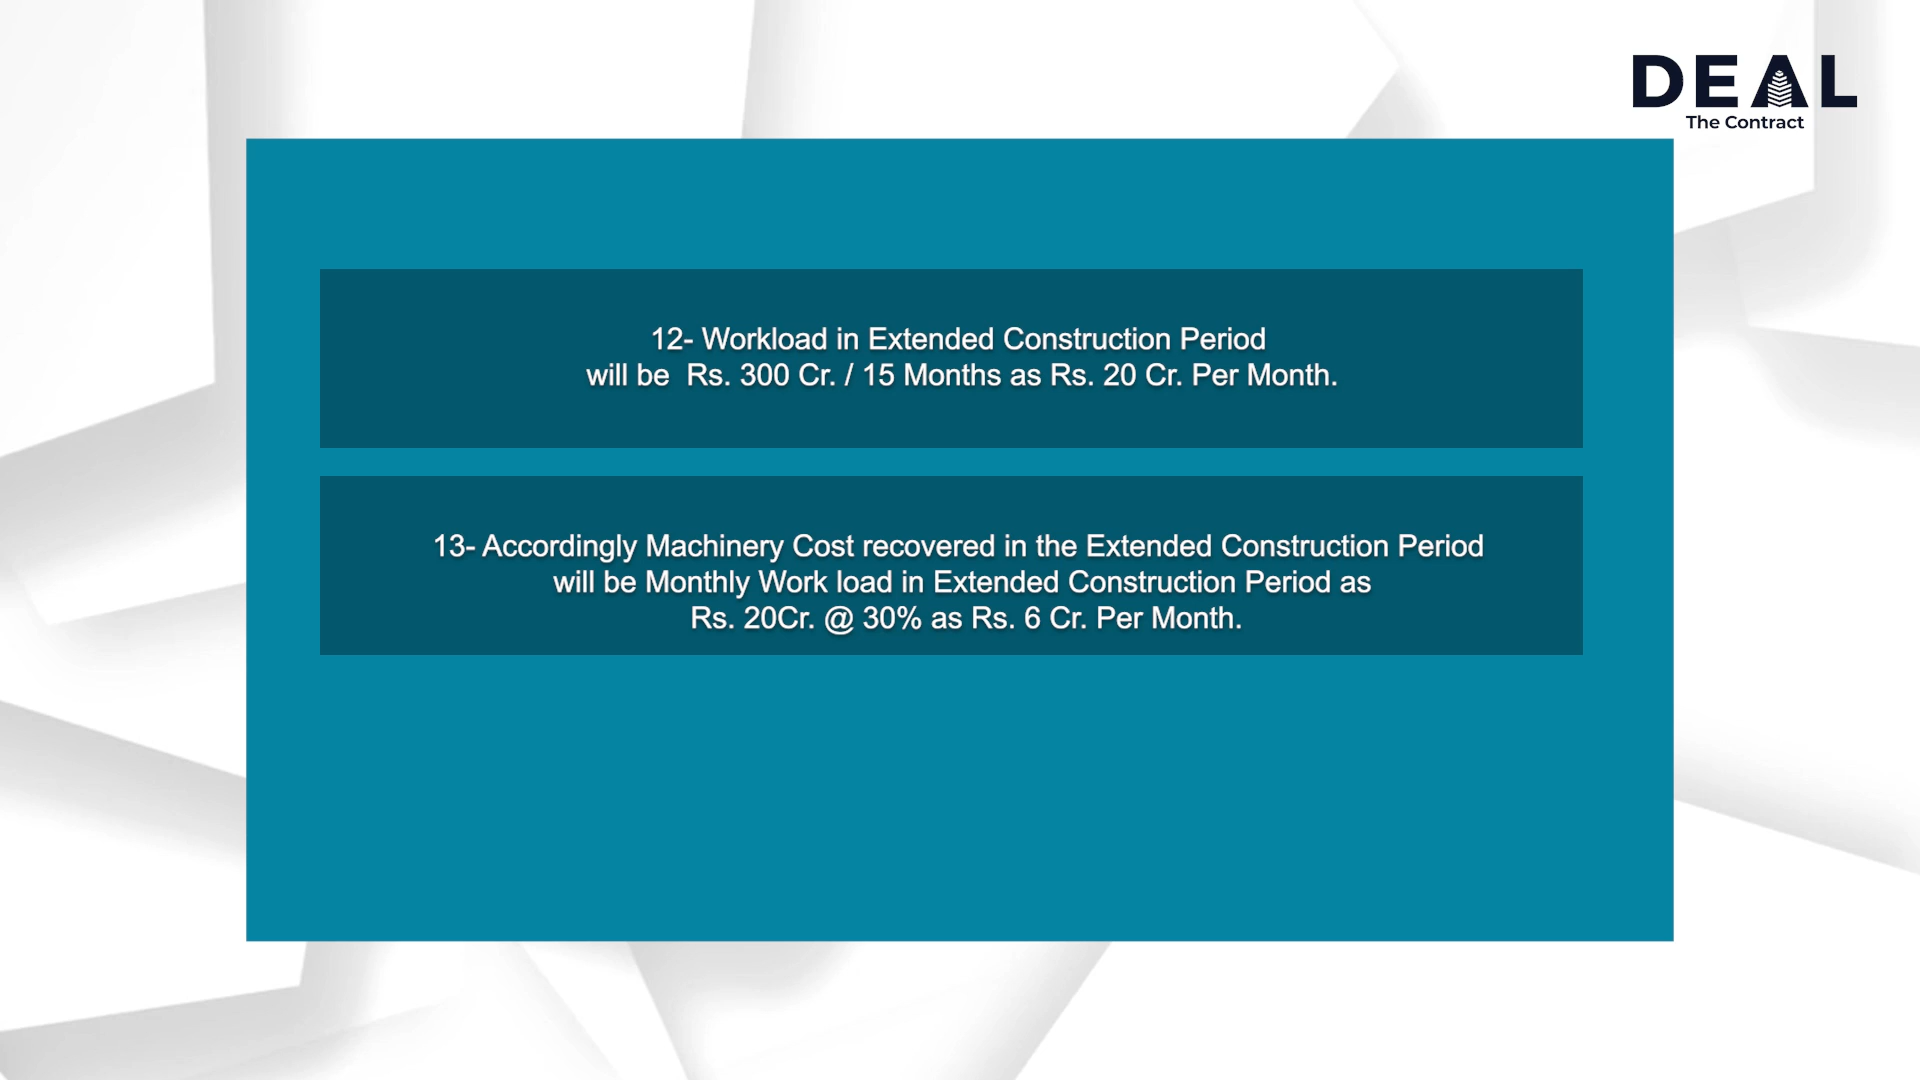 DEAL
The Contract
12- Workload in Extended Construction Period
will be Rs. 300 Cr. / 15 Months as Rs. 20 Cr. Per Month.
13- Accordingly Machinery Cost recovered in the Extended Construction Period
will be Monthly Work load in Extended Construction Period as
Rs. 20Cr. @ 30% as Rs. 6 Cr. Per Month.